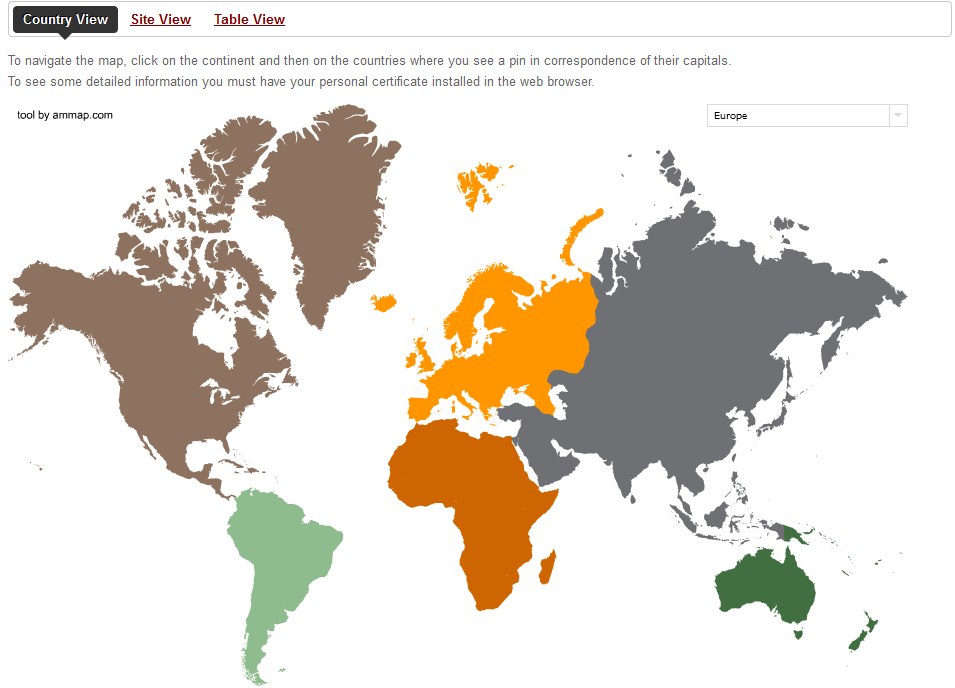 Country View Site View Table View
To navigate the map, click on the continent and then on the countries where you see a pin in correspondence of their capitals.
To see some detailed information you must have your personal certificate installed in the web browser.
tool by ammap.com
Europe